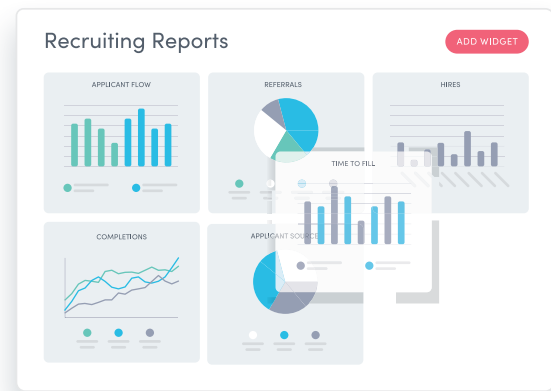 Recruiting Reports
ADD WIDGET
APPLICANT FLOW
REFERRALS
HIRES
TIME TO FILL
COMPLETIONS
APPLICANT SOURCE